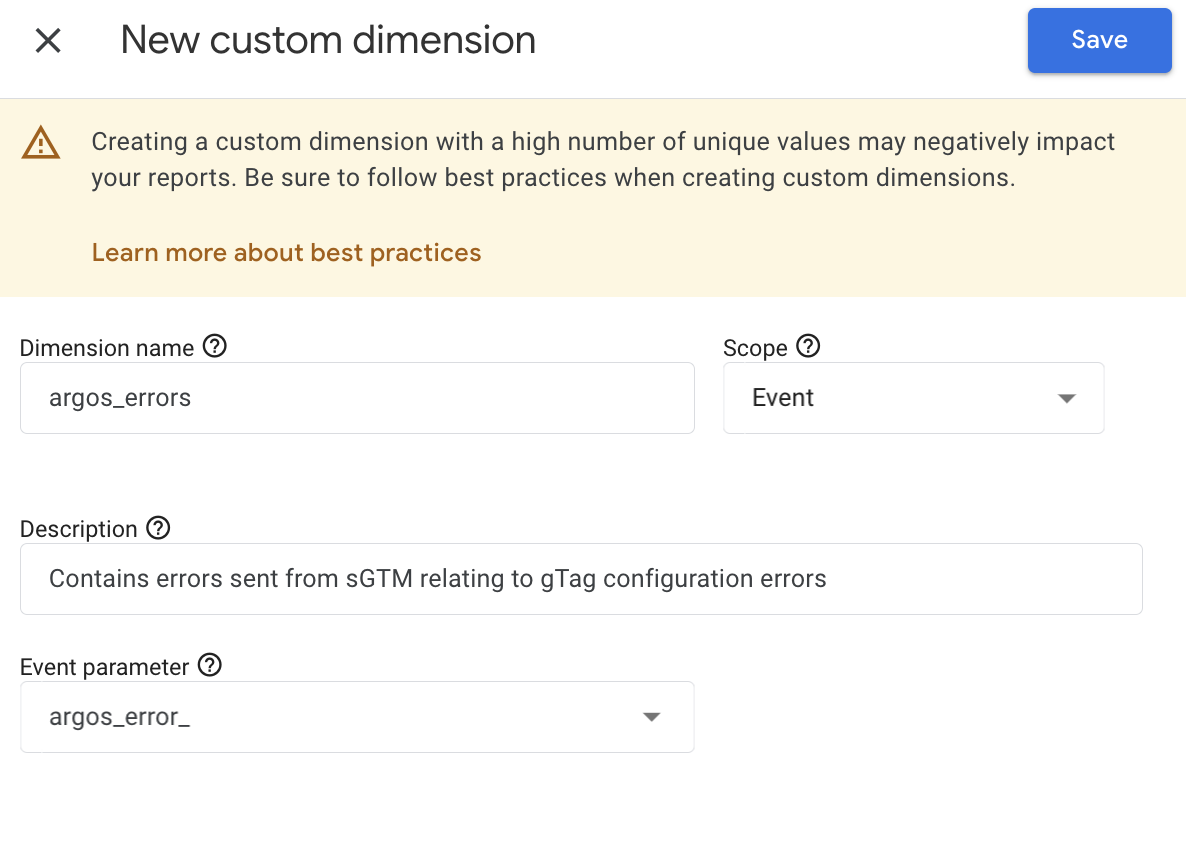 New custom dimension
Save
Creating a custom dimension with a high number of unique values may negatively impact
your reports. Be sure to follow best practices when creating custom dimensions.
Learn more about best practices
Dimension name
Scope
argos_errors
Event
Description
Contains errors sent from sGTM relating to gTag configuration errors
Event parameter
argos_error_